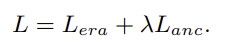 L = L_{era} + λL_{anc}.